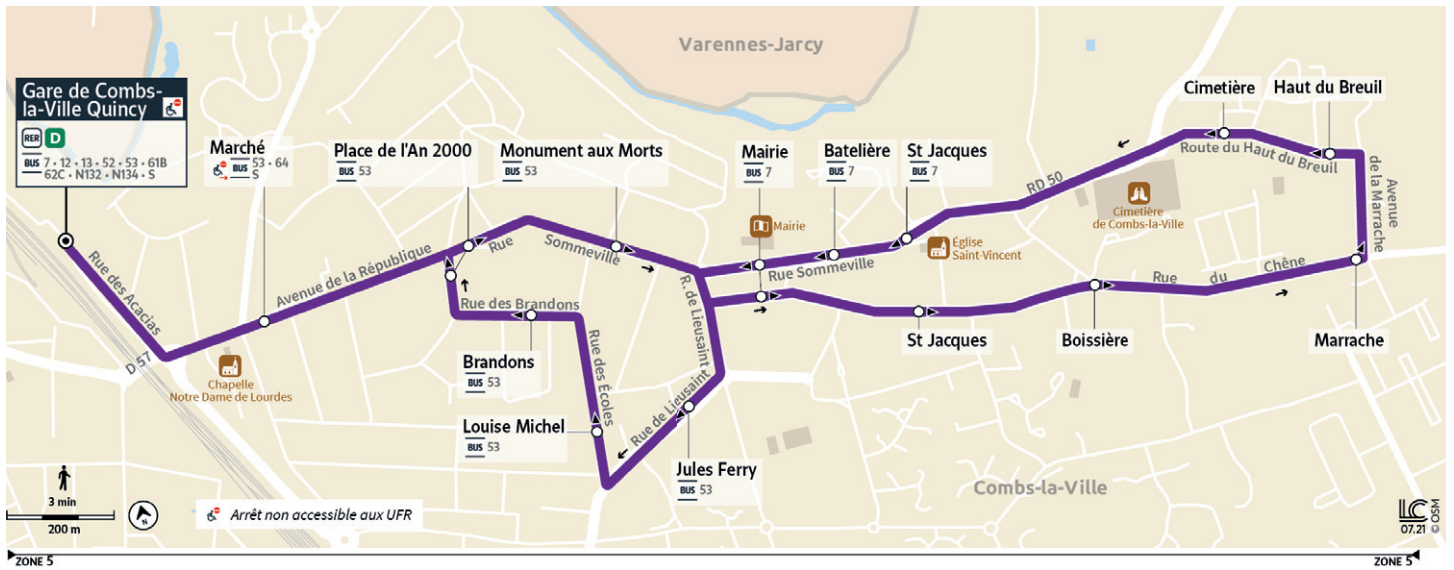 Varennes-Jarcy
Gare de Combs-
la-Ville Quincy
RER D
BUS 7 • 12 • 13 • 52 • 53 • 61B
62C • N132 • N134 • S
Marché
BUS 53 • 64
S
Place de l'An 2000
BUS 53
Monument aux Morts
BUS 53
Mairie
BUS 7
Batelière
BUS 7
St Jacques
BUS 7
Cimetière
Haut du Breuil
Route du Haut du Breuil
Avenue
de la Marrache
RD 50
Cimetière
de Combs-la-Ville
Mairie
Église
Saint-Vincent
Rue Sommeville
Rue Sommeville
Avenue de la République
Rue des Acacias
D 57
Chapelle
Notre Dame de Lourdes
Rue des Brandons
R. de Lieusaint
Rue du Chêne
St Jacques
Boissière
Marrache
Brandons
BUS 53
Rue des Écoles
Rue de Lieusaint
Louise Michel
BUS 53
Jules Ferry
BUS 53
Combs-la-Ville
3 min
200 m
N
Arrêt non accessible aux UFR
LC
07.21
© OSM
ZONE 5
ZONE 5